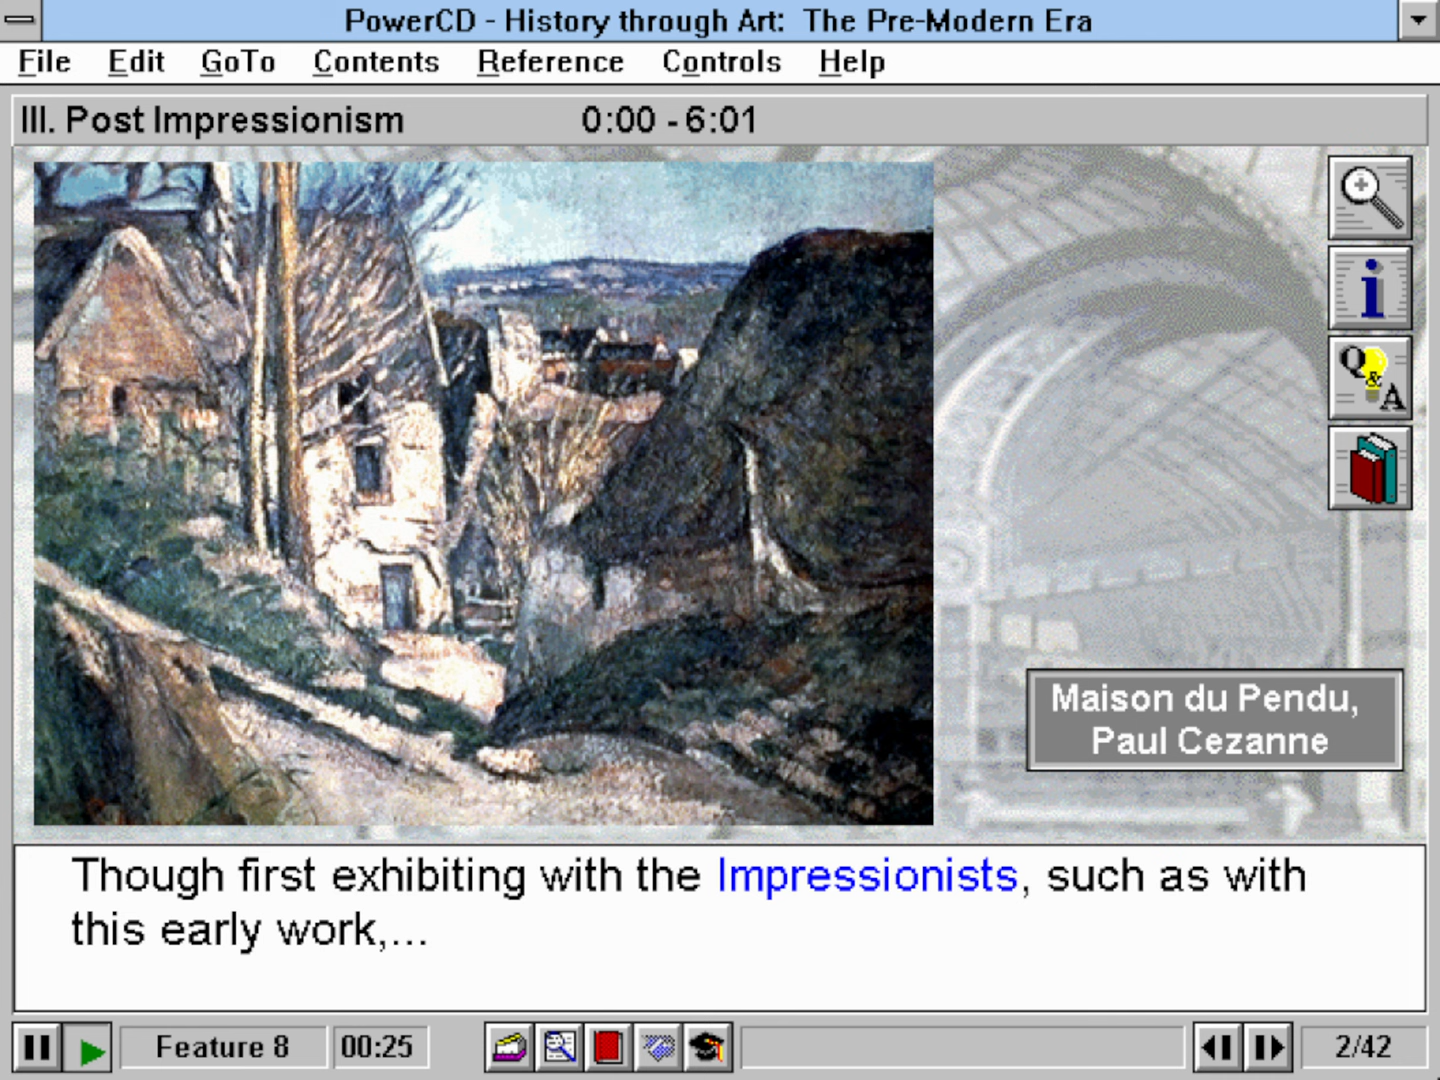 PowerCD - History through Art:  The Pre-Modern Era
File Edit GoTo Contents Reference Controls Help
III. Post Impressionism 0:00 - 6:01
i
Q & A
Maison du Pendu,
Paul Cezanne
Though first exhibiting with the Impressionists, such as with
this early work,...
Feature 8 00:25 2/42